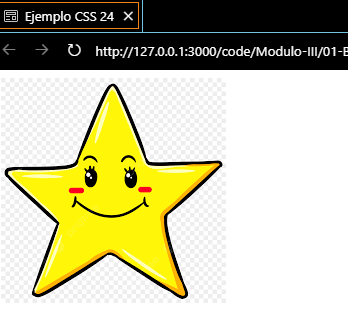 Ejemplo CSS 24
http://127.0.0.1:3000/code/Modulo-III/01-